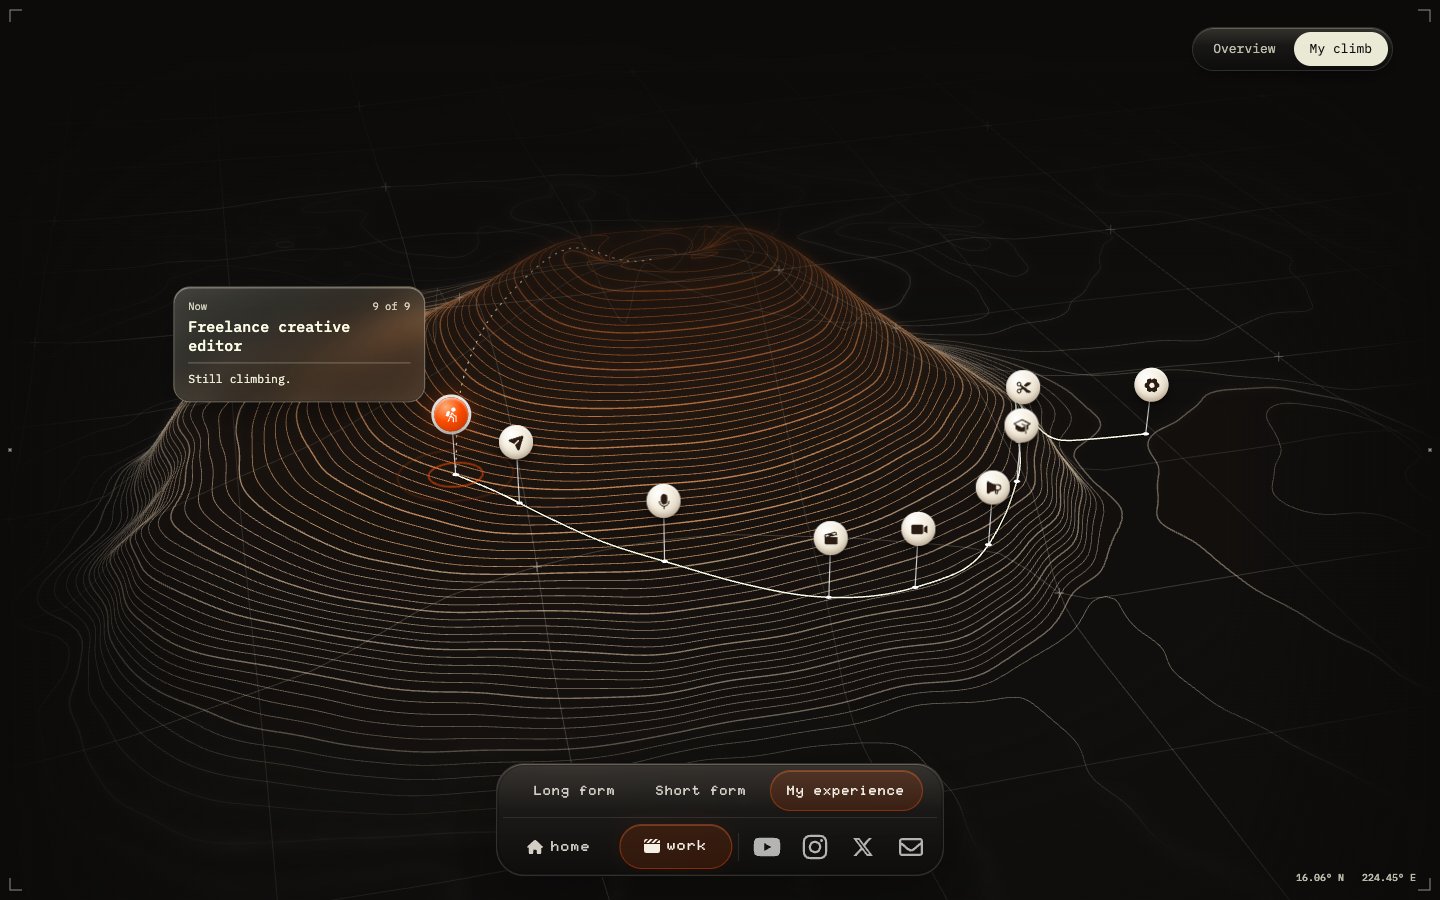 Overview My climb
Now 9 of 9
Freelance creative
editor
Still climbing.
Long form Short form My experience
home work
16.06° N 224.45° E